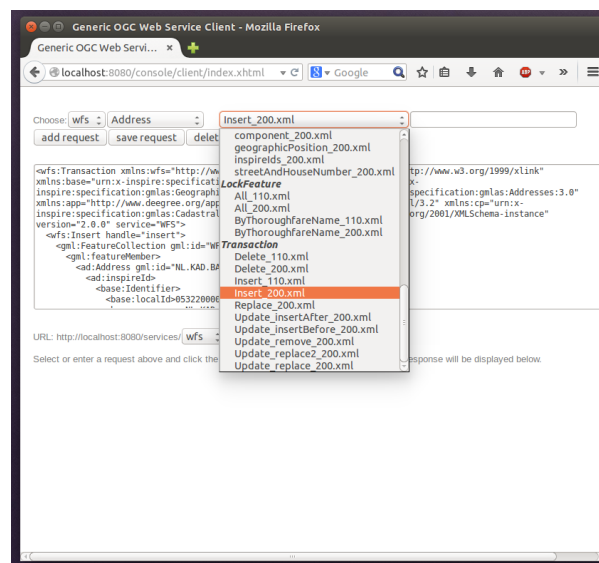 Generic OGC Web Service Client - Mozilla Firefox
Generic OGC Web Servi...
localhost:8080/console/client/index.xhtml
Google
ABP
Choose: wfs Address Insert_200.xml
add request save request delet
component_200.xml
geographicPosition_200.xml
inspireIds_200.xml
streetAndHouseNumber_200.xml
LockFeature
All_110.xml
All_200.xml
ByThoroughfareName_110.xml
ByThoroughfareName_200.xml
Transaction
Delete_110.xml
Delete_200.xml
Insert_110.xml
Insert_200.xml
Replace_200.xml
Update_insertAfter_200.xml
Update_insertBefore_200.xml
Update_remove_200.xml
Update_replace2_200.xml
Update_replace_200.xml
<wfs:Transaction xmlns:wfs="http://ww tp://www.w3.org/1999/xlink"
xmlns:base="urn:x-inspire:specificati x-
inspire:specification:gmlas:Geographi specification:gmlas:Addresses:3.0"
xmlns:app="http://www.deegree.org/app l/3.2" xmlns:cp="urn:x-
inspire:specification:gmlas:Cadastral org/2001/XMLSchema-instance"
version="2.0.0" service="WFS">
<wfs:Insert handle="insert">
<gml:FeatureCollection gml:id="WF
<gml:featureMember>
<ad:Address gml:id="NL.KAD.BA
<ad:inspireId>
<base:Identifier>
<base:localId>0532200006
URL: http://localhost:8080/services/ wfs
Select or enter a request above and click the esponse will be displayed below.